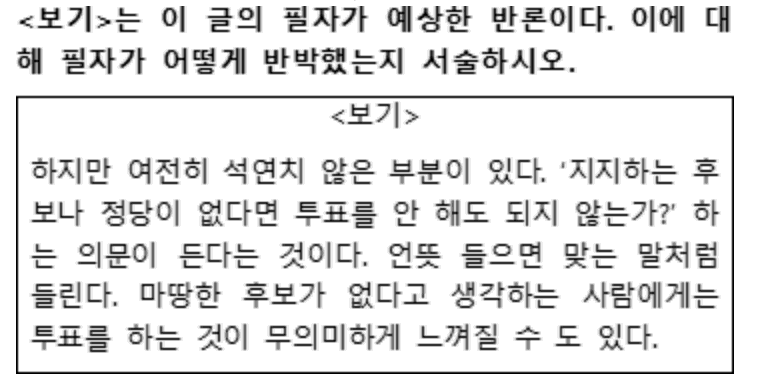 <보기>는 이 글의 필자가 예상한 반론이다. 이에 대
해 필자가 어떻게 반박했는지 서술하시오.
<보기>
하지만 여전히 석연치 않은 부분이 있다. ‘지지하는 후
보나 정당이 없다면 투표를 안 해도 되지 않는가?’ 하
는 의문이 든다는 것이다. 언뜻 들으면 맞는 말처럼
들린다. 마땅한 후보가 없다고 생각하는 사람에게는
투표를 하는 것이 무의미하게 느껴질 수 도 있다.